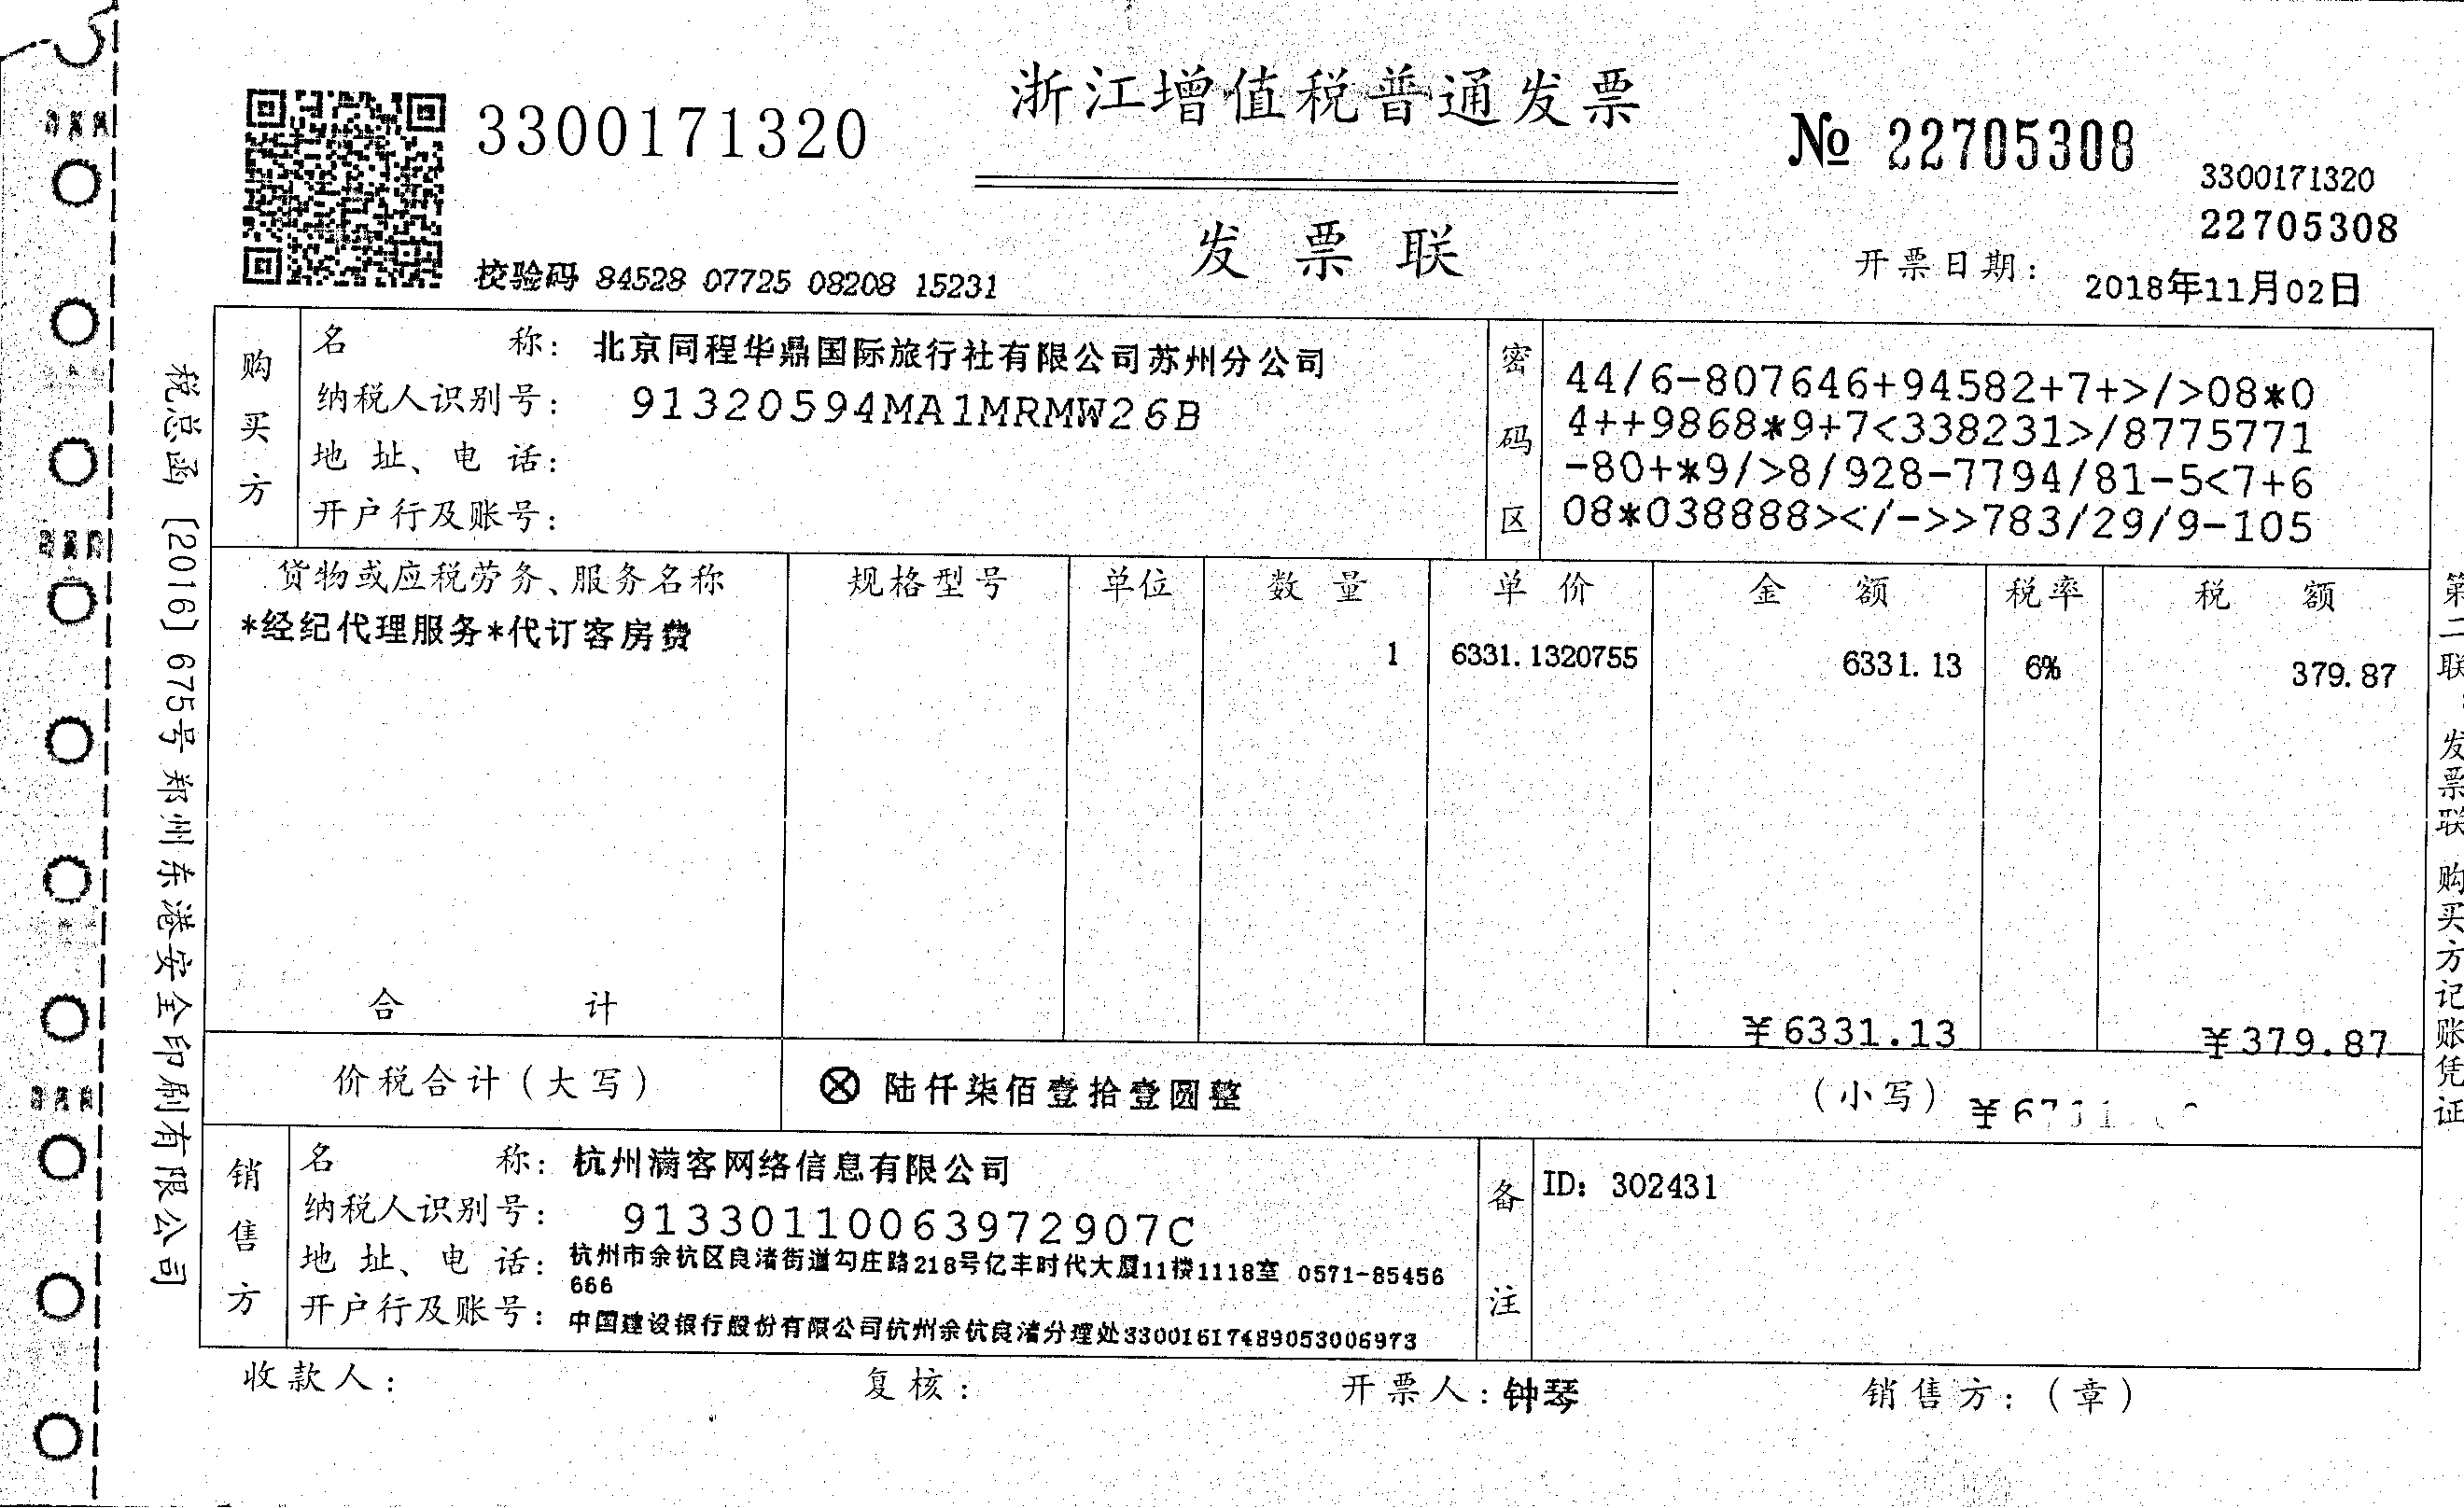 浙江增值税普通发票
3300171320
№ 22705308
3300171320
22705308
发票联
校验码 84528 07725 08208 15231
开票日期: 2018年11月02日
购买方
名称: 北京同程华鼎国际旅行社有限公司苏州分公司
纳税人识别号: 91320594MA1MRMW26B
地址、电话:
开户行及账号:
密码区
44/6-807646+94582+7+>/>08*0
4++9868*9+7<338231>/8775771
-80+*9/>8/928-7794/81-5<7+6
08*038888></->>783/29/9-105
货物或应税劳务、服务名称 规格型号 单位 数量 单价 金额 税率 税额
*经纪代理服务*代订客房费 1 6331.1320755 6331.13 6% 379.87
合计 ¥6331.13 ¥379.87
价税合计(大写) ⊗ 陆仟柒佰壹拾壹圆整 (小写)
销售方
名称: 杭州满客网络信息有限公司
纳税人识别号: 91330110063972907C
地址、电话: 杭州市余杭区良渚街道勾庄路218号亿丰时代大厦11楼1118室 0571-85456
666
开户行及账号: 中国建设银行股份有限公司杭州余杭良渚分理处33001617489053006973
备注
ID: 302431
收款人: 复核: 开票人: 钟琴 销售方: (章)
税总函〔2016〕675号郑州东港安全印刷有限公司
第二联:发票联 购买方记账凭证